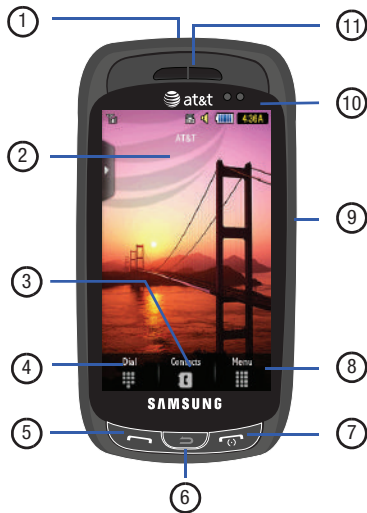 1
11
at&t
10
4:36A
AT&T
2
9
3
Dial
Contacts
Menu
4
8
SAMSUNG
5
7
6